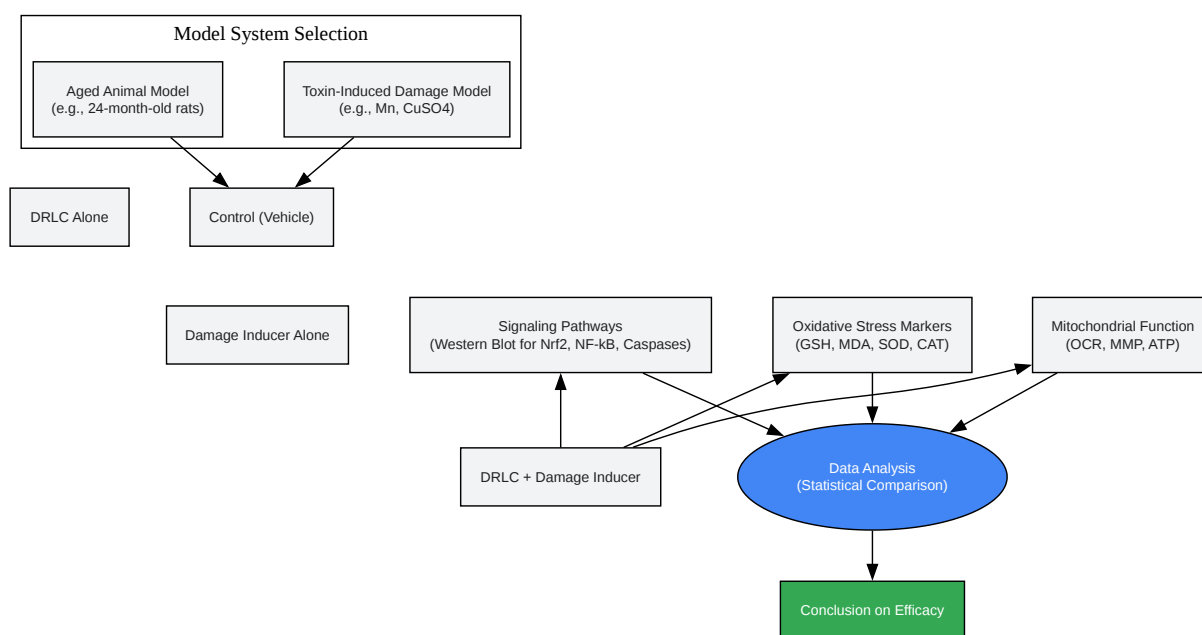 Model System Selection
Aged Animal Model
(e.g., 24-month-old rats)
Toxin-Induced Damage Model
(e.g., Mn, CuSO4)
DRLC Alone
Control (Vehicle)
Damage Inducer Alone
Signaling Pathways
(Western Blot for Nrf2, NF-kB, Caspases)
Oxidative Stress Markers
(GSH, MDA, SOD, CAT)
Mitochondrial Function
(OCR, MMP, ATP)
DRLC + Damage Inducer
Data Analysis
(Statistical Comparison)
Conclusion on Efficacy